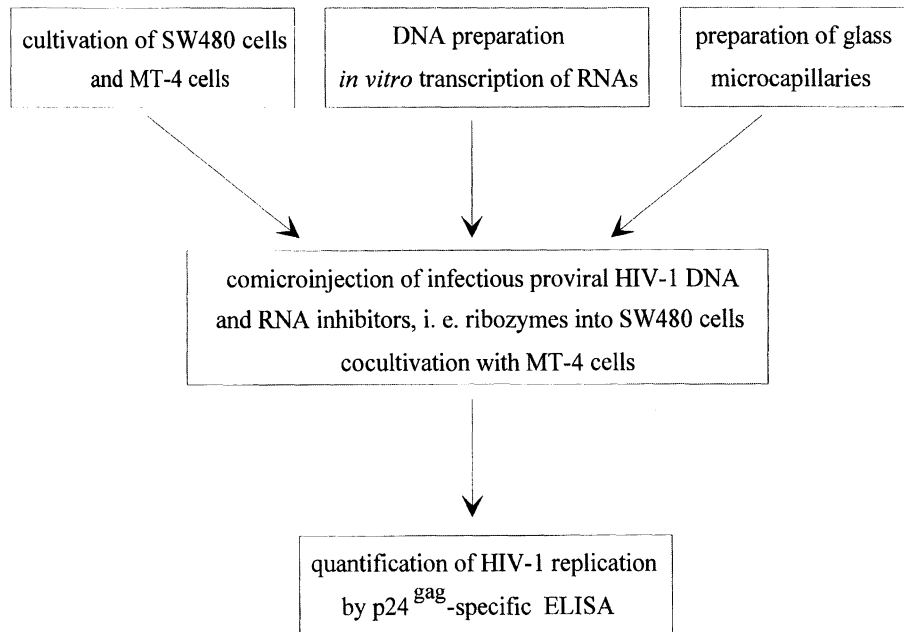 cultivation of SW480 cells
and MT-4 cells
DNA preparation
in vitro transcription of RNAs
preparation of glass
microcapillaries
comicroinjection of infectious proviral HIV-1 DNA
and RNA inhibitors, i. e. ribozymes into SW480 cells
cocultivation with MT-4 cells
quantification of HIV-1 replication
by p24 gag-specific ELISA